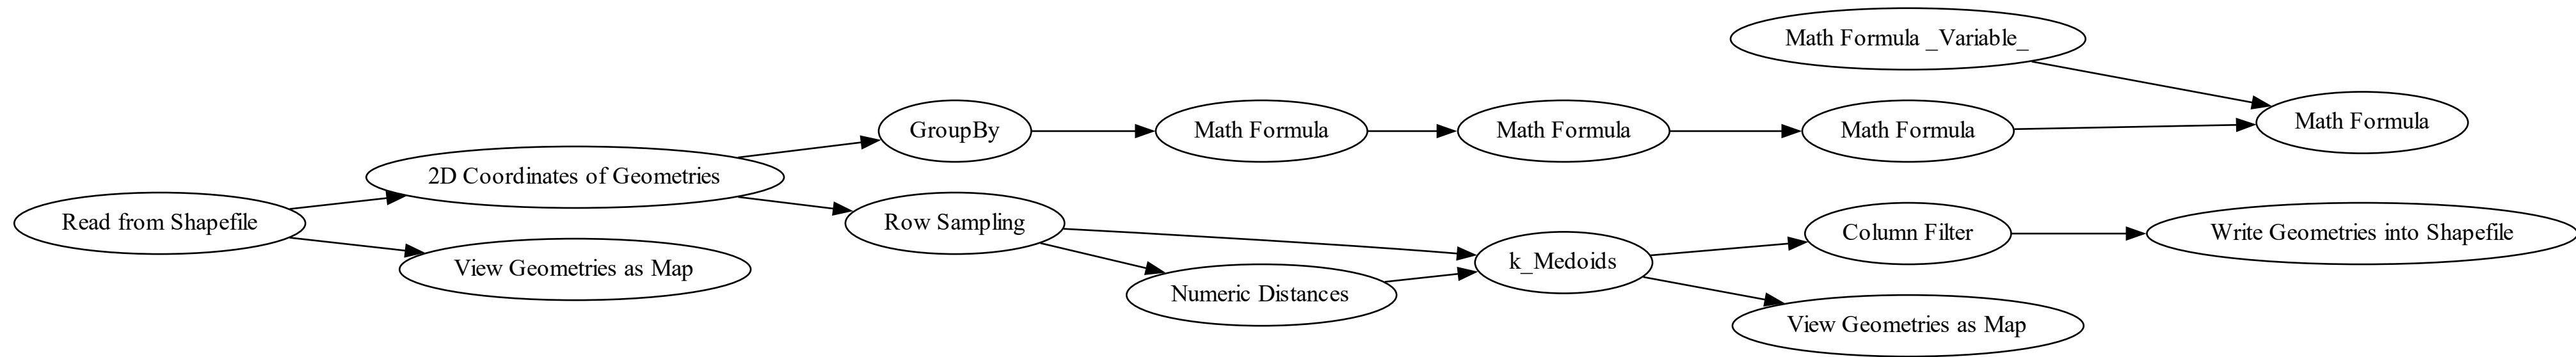 Math Formula _Variable_
GroupBy
Math Formula
Math Formula
Math Formula
Math Formula
2D Coordinates of Geometries
Read from Shapefile
Row Sampling
Column Filter
Write Geometries into Shapefile
View Geometries as Map
k_Medoids
Numeric Distances
View Geometries as Map